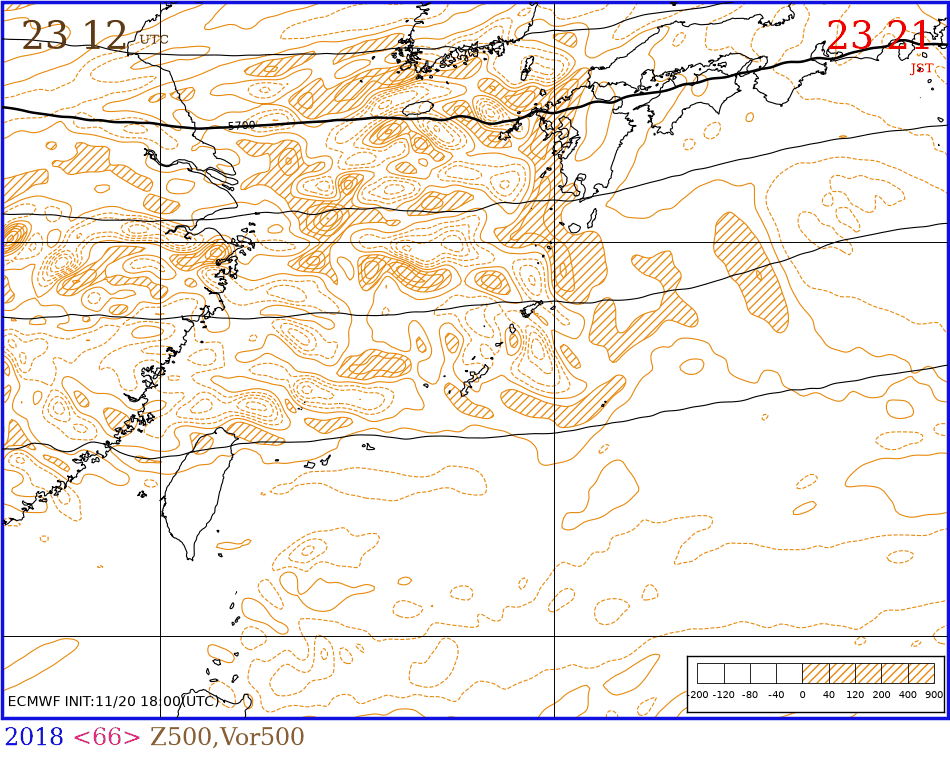 23 12 UTC
23 21
JST
5700
-200 -120 -80 -40 0 40 120 200 400 900
ECMWF INIT:11/20 18:00(UTC)
2018 <66> Z500,Vor500